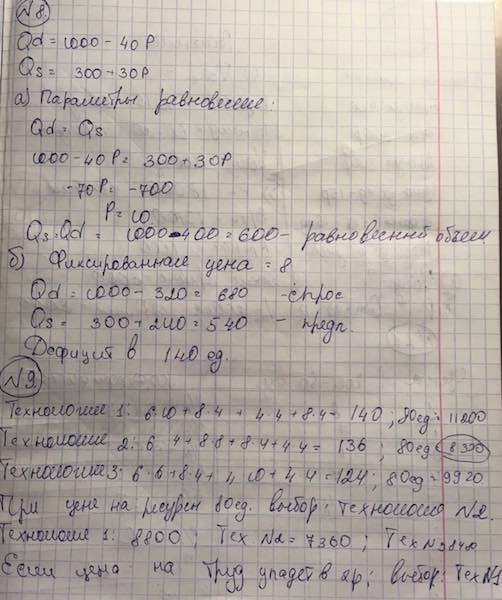 №8.
Qd = 1000 - 40P
Qs = 300 + 30P
а) Параметры равновесие:
Qd = Qs
1000 - 40P = 300 + 30P
-70P = -700
P = 10
Qs=Qd = 1000-400 = 600 - равновесный объем
б) Фиксированная цена = 8.
Qd = 1000 - 320 = 680 - спрос
Qs = 300 + 240 = 540 - предл.
Дефицит в 140 ед.
№9
Технология 1: 6·10 + 8·4 + 4·4 + 8·4 = 140; 80ед = 11200
Технология 2: 6·4 + 8·8 + 8·4 + 4·4 = 136; 80ед
Технология 3: 6·6 + 8·4 + 4·10 + 4·4 = 124; 80ед = 9920
При цене на ресурсы 80ед. выбор: Технология №2.
Технология 1: 8800; Тех №2 = 7360; Тех
Если цена на труд упадет в 2р; выбор: Тех